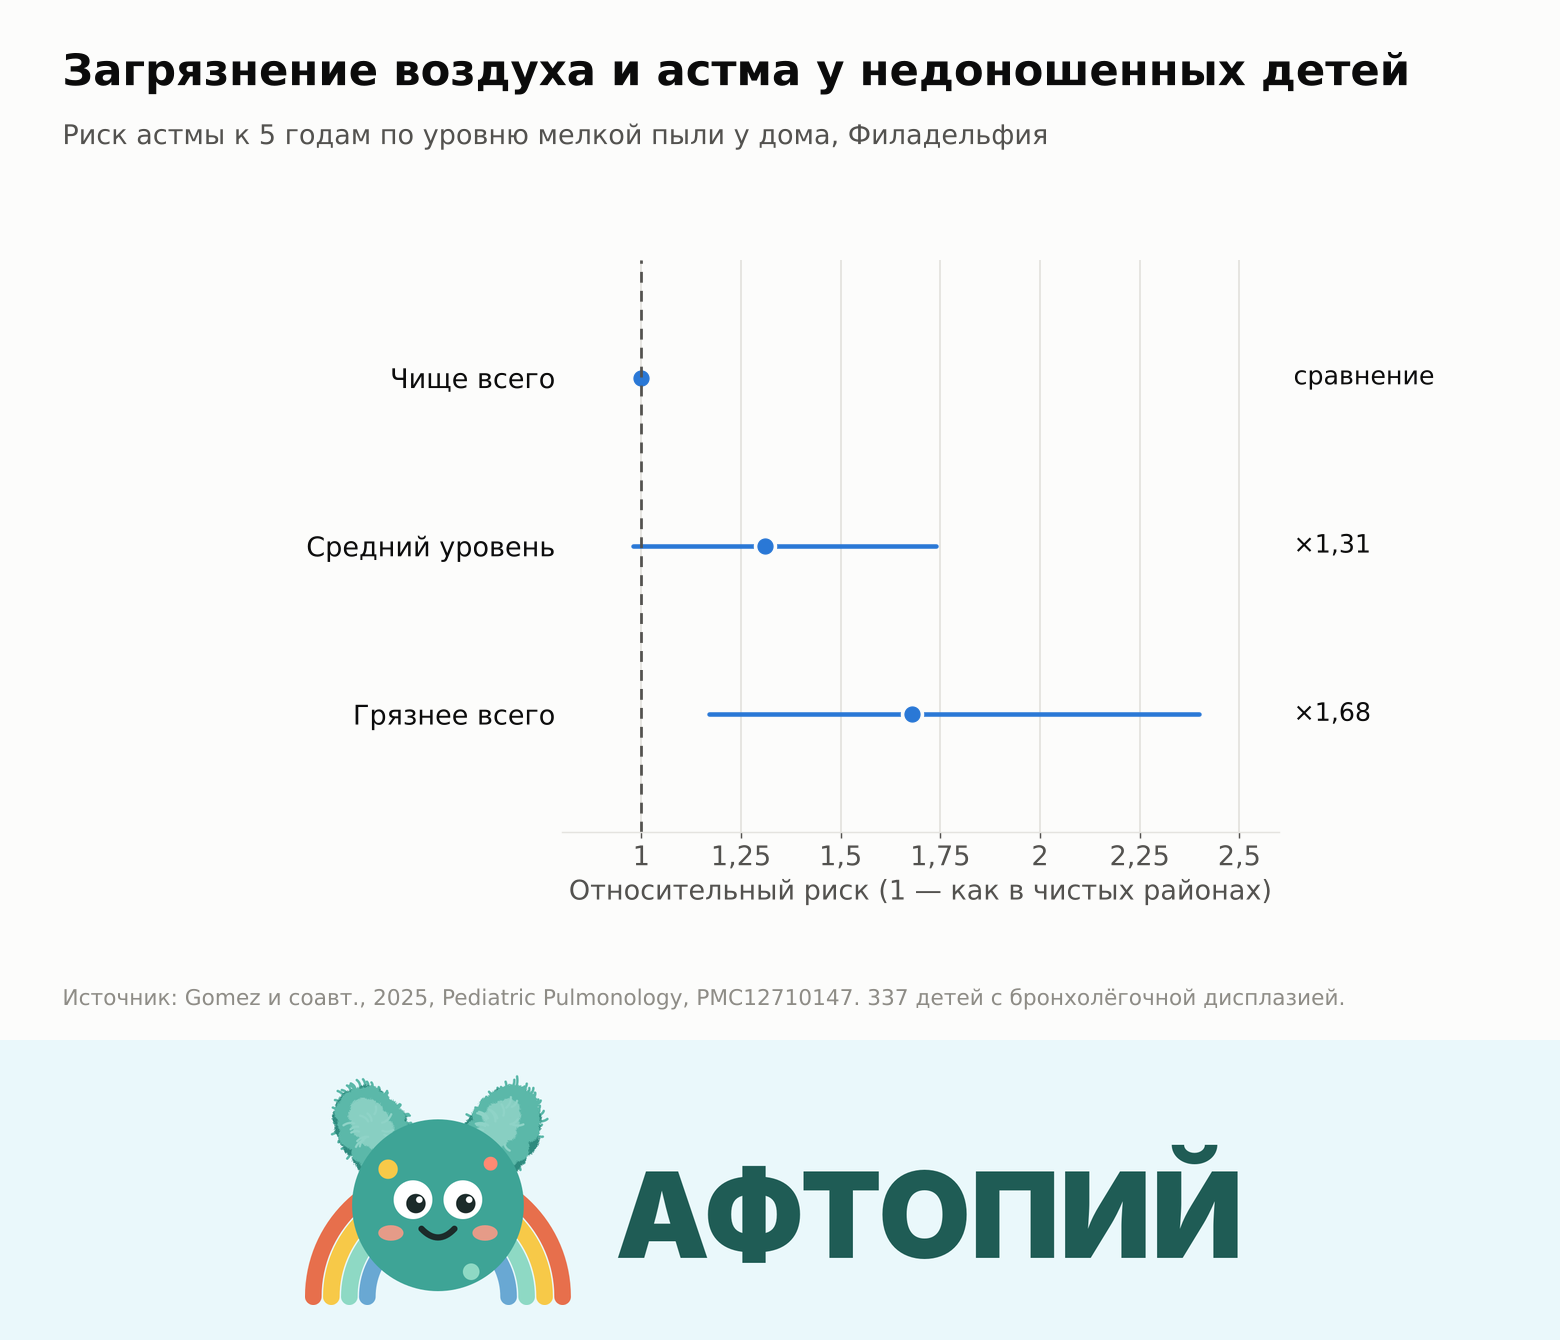 Загрязнение воздуха и астма у недоношенных детей
Риск астмы к 5 годам по уровню мелкой пыли у дома, Филадельфия
Чище всего
сравнение
Средний уровень
×1,31
Грязнее всего
×1,68
1 1,25 1,5 1,75 2 2,25 2,5
Относительный риск (1 — как в чистых районах)
Источник: Gomez и соавт., 2025, Pediatric Pulmonology, PMC12710147. 337 детей с бронхолёгочной дисплазией.
АФТОПИЙ